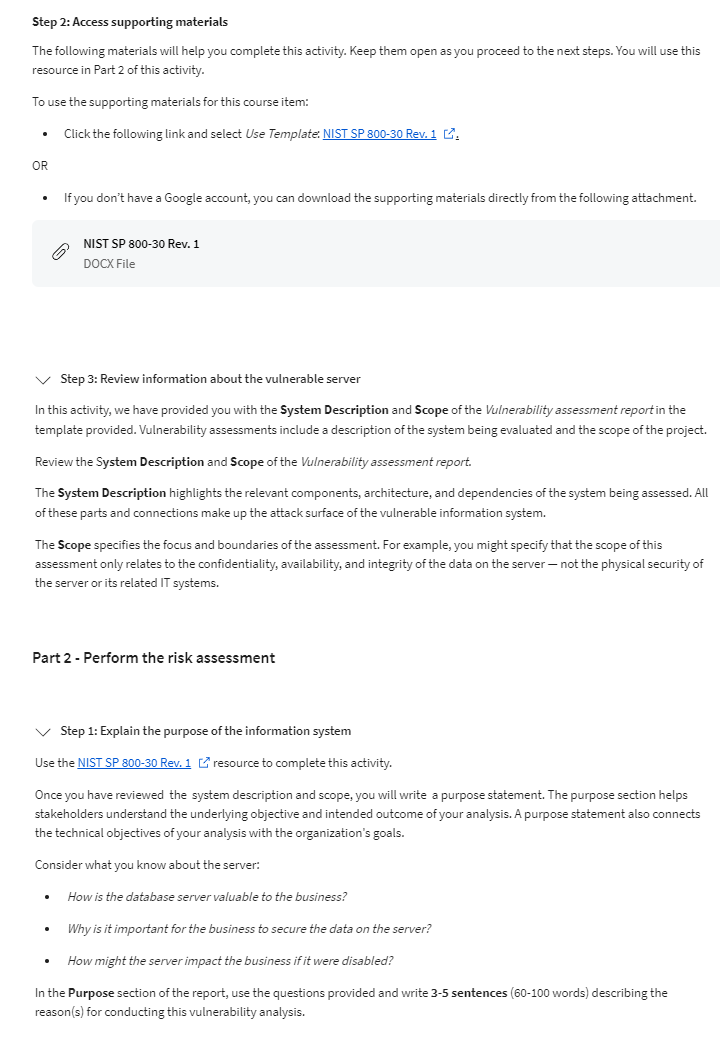 Step 2: Access supporting materials
The following materials will help you complete this activity. Keep them open as you proceed to the next steps. You will use this
resource in Part 2 of this activity.
To use the supporting materials for this course item:
• Click the following link and select Use Template: NIST SP 800-30 Rev. 1 .
OR
• If you don't have a Google account, you can download the supporting materials directly from the following attachment.
NIST SP 800-30 Rev. 1
DOCX File
Step 3: Review information about the vulnerable server
In this activity, we have provided you with the System Description and Scope of the Vulnerability assessment report in the
template provided. Vulnerability assessments include a description of the system being evaluated and the scope of the project.
Review the System Description and Scope of the Vulnerability assessment report.
The System Description highlights the relevant components, architecture, and dependencies of the system being assessed. All
of these parts and connections make up the attack surface of the vulnerable information system.
The Scope specifies the focus and boundaries of the assessment. For example, you might specify that the scope of this
assessment only relates to the confidentiality, availability, and integrity of the data on the server — not the physical security of
the server or its related IT systems.
Part 2 - Perform the risk assessment
Step 1: Explain the purpose of the information system
Use the NIST SP 800-30 Rev. 1 resource to complete this activity.
Once you have reviewed the system description and scope, you will write a purpose statement. The purpose section helps
stakeholders understand the underlying objective and intended outcome of your analysis. A purpose statement also connects
the technical objectives of your analysis with the organization's goals.
Consider what you know about the server:
• How is the database server valuable to the business?
• Why is it important for the business to secure the data on the server?
• How might the server impact the business if it were disabled?
In the Purpose section of the report, use the questions provided and write 3-5 sentences (60-100 words) describing the
reason(s) for conducting this vulnerability analysis.